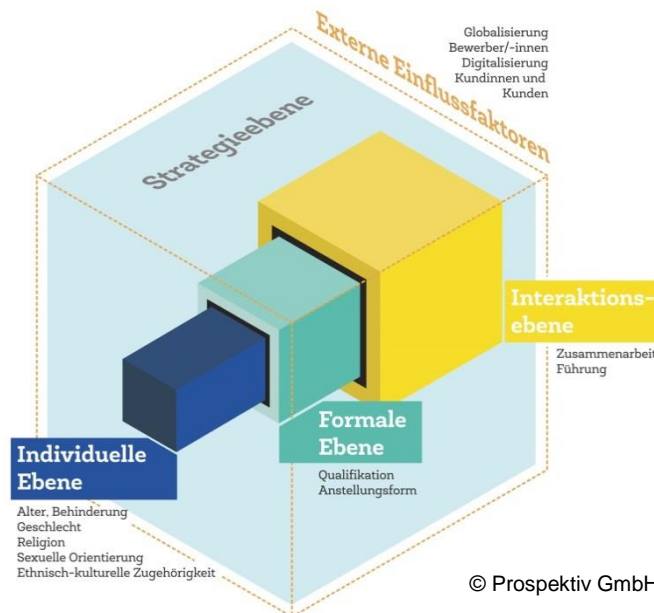 Globalisierung
Bewerber/-innen
Digitalisierung
Kundinnen und
Kunden
Externe Einflussfaktoren
Strategieebene
Interaktions-
ebene
Zusammenarbeit
Führung
Formale
Ebene
Qualifikation
Anstellungsform
Individuelle
Ebene
Alter, Behinderung
Geschlecht
Religion
Sexuelle Orientierung
Ethnisch-kulturelle Zugehörigkeit
© Prospektiv GmbH